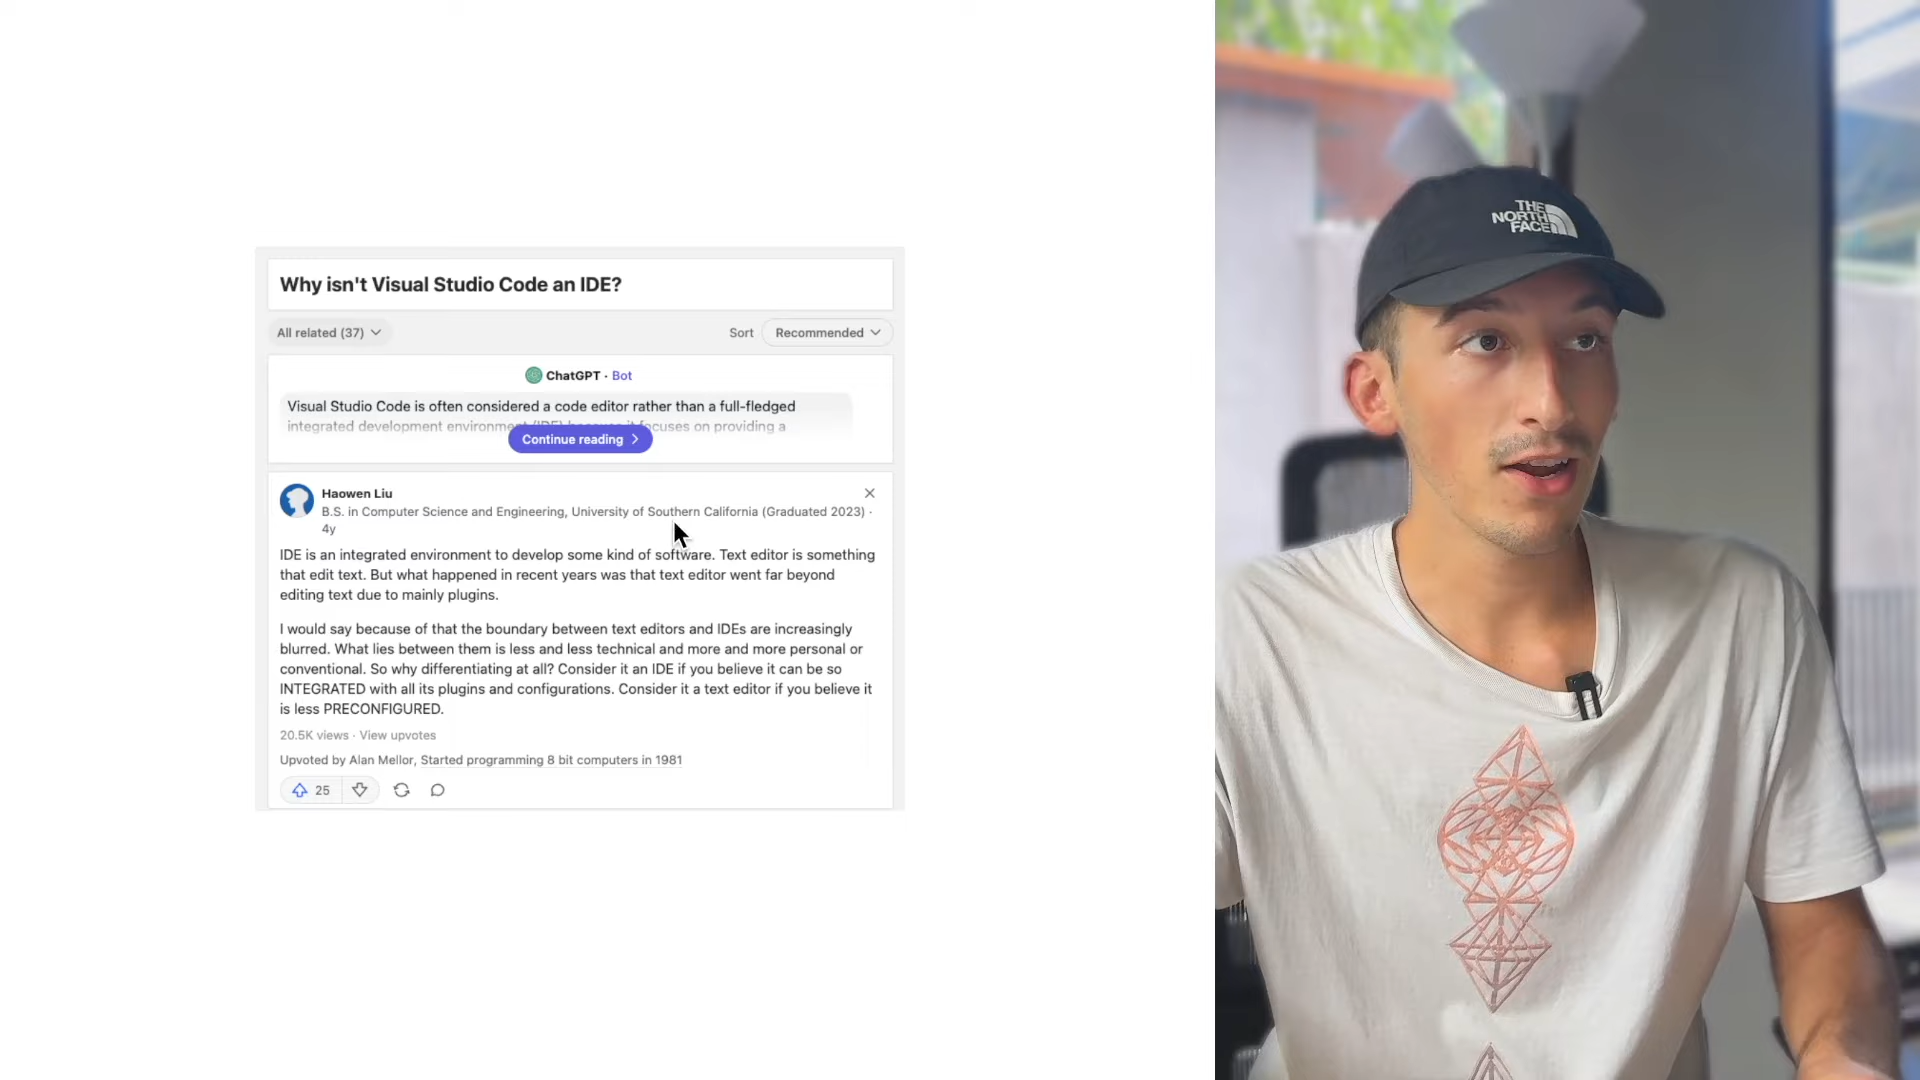 Why isn't Visual Studio Code an IDE?
All related (37)
Sort
Recommended
ChatGPT · Bot
Visual Studio Code is often considered a code editor rather than a full-fledged
integrated development environment (IDE) because it focuses on providing a
Continue reading
Haowen Liu
B.S. in Computer Science and Engineering, University of Southern California (Graduated 2023) ·
4y
IDE is an integrated environment to develop some kind of software. Text editor is something
that edit text. But what happened in recent years was that text editor went far beyond
editing text due to mainly plugins.
I would say because of that the boundary between text editors and IDEs are increasingly
blurred. What lies between them is less and less technical and more and more personal or
conventional. So why differentiating at all? Consider it an IDE if you believe it can be so
INTEGRATED with all its plugins and configurations. Consider it a text editor if you believe it
is less PRECONFIGURED.
20.5K views · View upvotes
Upvoted by Alan Mellor, Started programming 8 bit computers in 1981
25
THE
NORTH
FACE